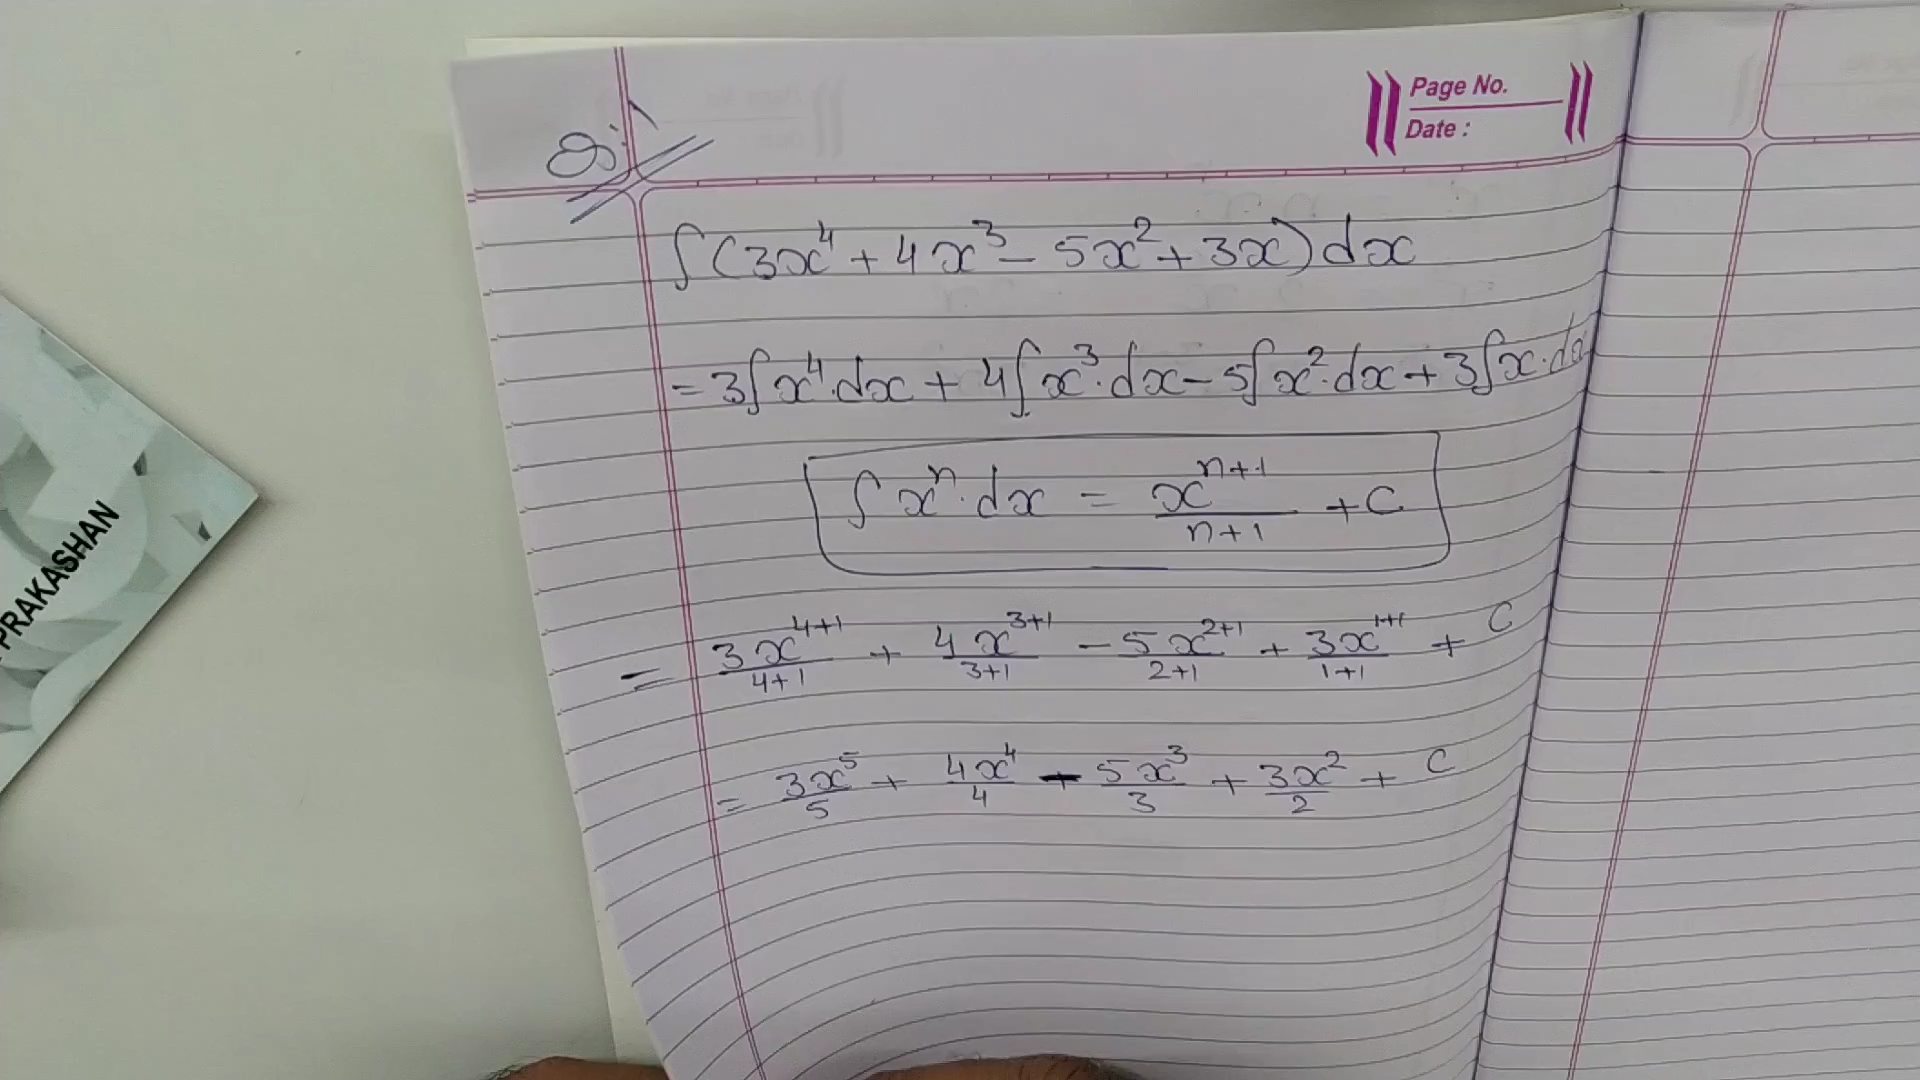 Page No.
Date :
Q:1
∫(3x⁴ + 4x³ - 5x² + 3x) dx
= 3∫x⁴.dx + 4∫x³.dx - 5∫x².dx + 3∫x.dx
∫xⁿ.dx = xⁿ⁺¹/n+1 + C
= 3x⁴⁺¹/4+1 + 4x³⁺¹/3+1 - 5x²⁺¹/2+1 + 3x¹⁺¹/1+1 + C
= 3x⁵/5 + 4x⁴/4 - 5x³/3 + 3x²/2 + C
PRAKASHAN